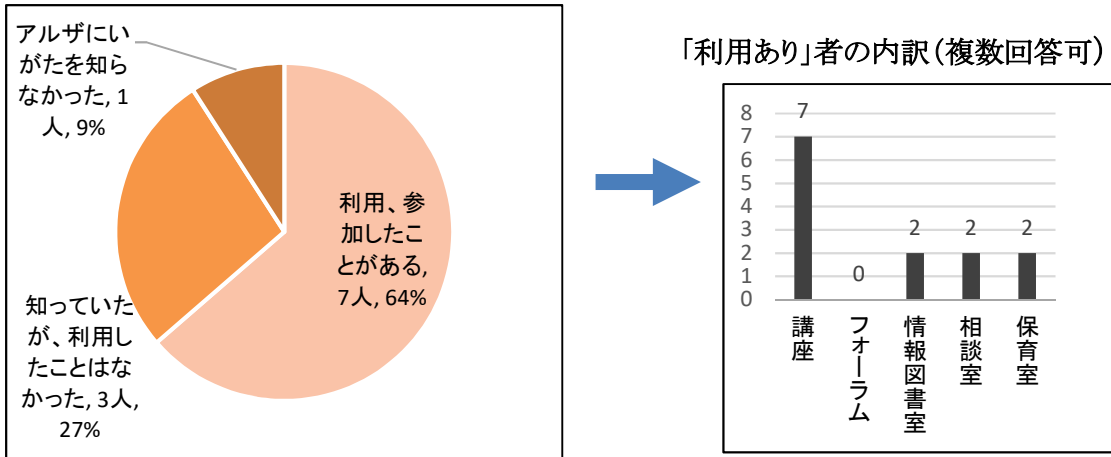 アルザにい
がたを知ら
なかった, 1
人, 9%
利用、参
加したこ
とがある,
7人, 64%
知っていた
が、利用し
たことはな
かった, 3人,
27%
「利用あり」者の内訳(複数回答可)
8
7
6
5
4
3
2
1
0
7
0
2
2
2
講座
フォーラム
情報図書室
相談室
保育室